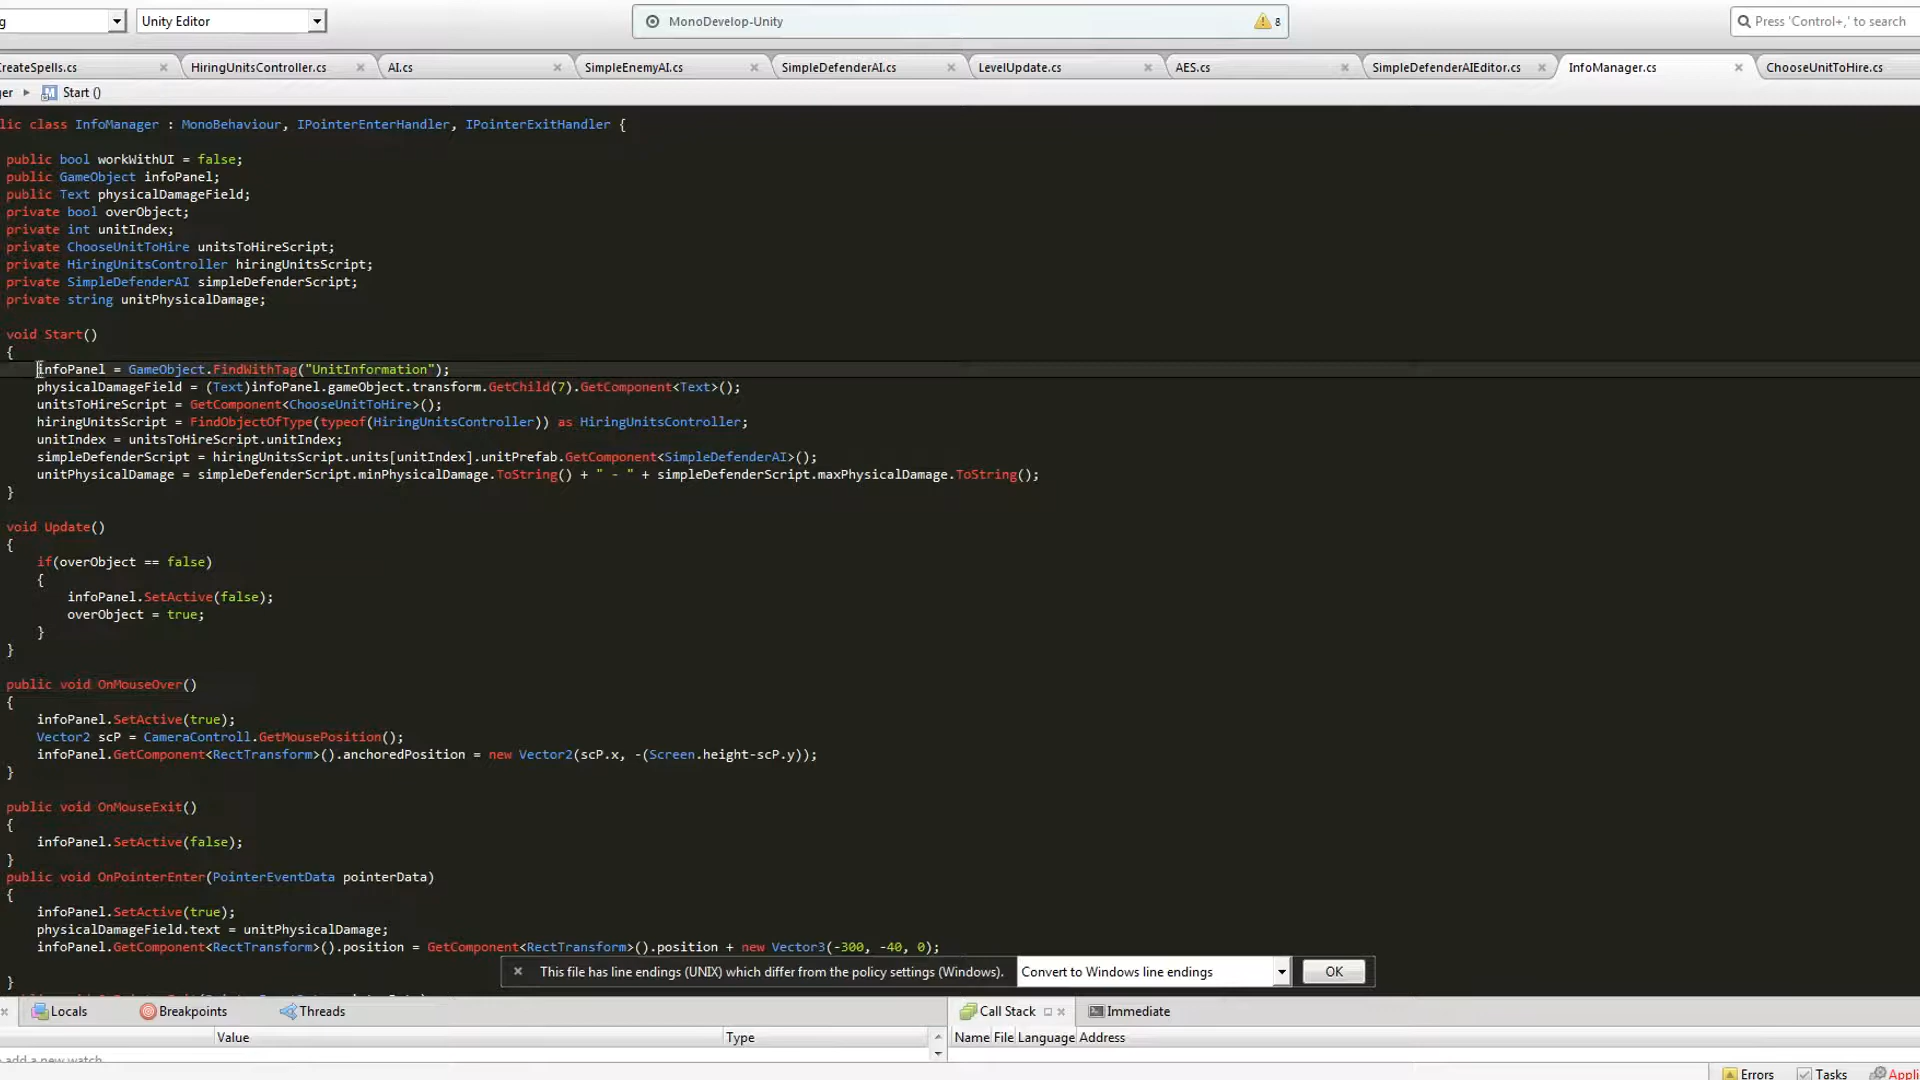 g Unity Editor MonoDevelop-Unity 8 Press 'Control+,' to search
reateSpells.cs HiringUnitsController.cs AI.cs SimpleEnemyAI.cs SimpleDefenderAI.cs LevelUpdate.cs AES.cs SimpleDefenderAIEditor.cs InfoManager.cs ChooseUnitToHire.cs
ger Start ()
lic class InfoManager : MonoBehaviour, IPointerEnterHandler, IPointerExitHandler {
public bool workWithUI = false;
public GameObject infoPanel;
public Text physicalDamageField;
private bool overObject;
private int unitIndex;
private ChooseUnitToHire unitsToHireScript;
private HiringUnitsController hiringUnitsScript;
private SimpleDefenderAI simpleDefenderScript;
private string unitPhysicalDamage;
void Start()
{
infoPanel = GameObject.FindWithTag("UnitInformation");
physicalDamageField = (Text)infoPanel.gameObject.transform.GetChild(7).GetComponent<Text>();
unitsToHireScript = GetComponent<ChooseUnitToHire>();
hiringUnitsScript = FindObjectOfType(typeof(HiringUnitsController)) as HiringUnitsController;
unitIndex = unitsToHireScript.unitIndex;
simpleDefenderScript = hiringUnitsScript.units[unitIndex].unitPrefab.GetComponent<SimpleDefenderAI>();
unitPhysicalDamage = simpleDefenderScript.minPhysicalDamage.ToString() + " - " + simpleDefenderScript.maxPhysicalDamage.ToString();
}
void Update()
{
if(overObject == false)
{
infoPanel.SetActive(false);
overObject = true;
}
}
public void OnMouseOver()
{
infoPanel.SetActive(true);
Vector2 scP = CameraControll.GetMousePosition();
infoPanel.GetComponent<RectTransform>().anchoredPosition = new Vector2(scP.x, -(Screen.height-scP.y));
}
public void OnMouseExit()
{
infoPanel.SetActive(false);
}
public void OnPointerEnter(PointerEventData pointerData)
{
infoPanel.SetActive(true);
physicalDamageField.text = unitPhysicalDamage;
infoPanel.GetComponent<RectTransform>().position = GetComponent<RectTransform>().position + new Vector3(-300, -40, 0);
}
This file has line endings (UNIX) which differ from the policy settings (Windows). Convert to Windows line endings OK
Locals Breakpoints Threads Call Stack Immediate
Value Type Name File Language Address
add a new watch
Errors Tasks Appli